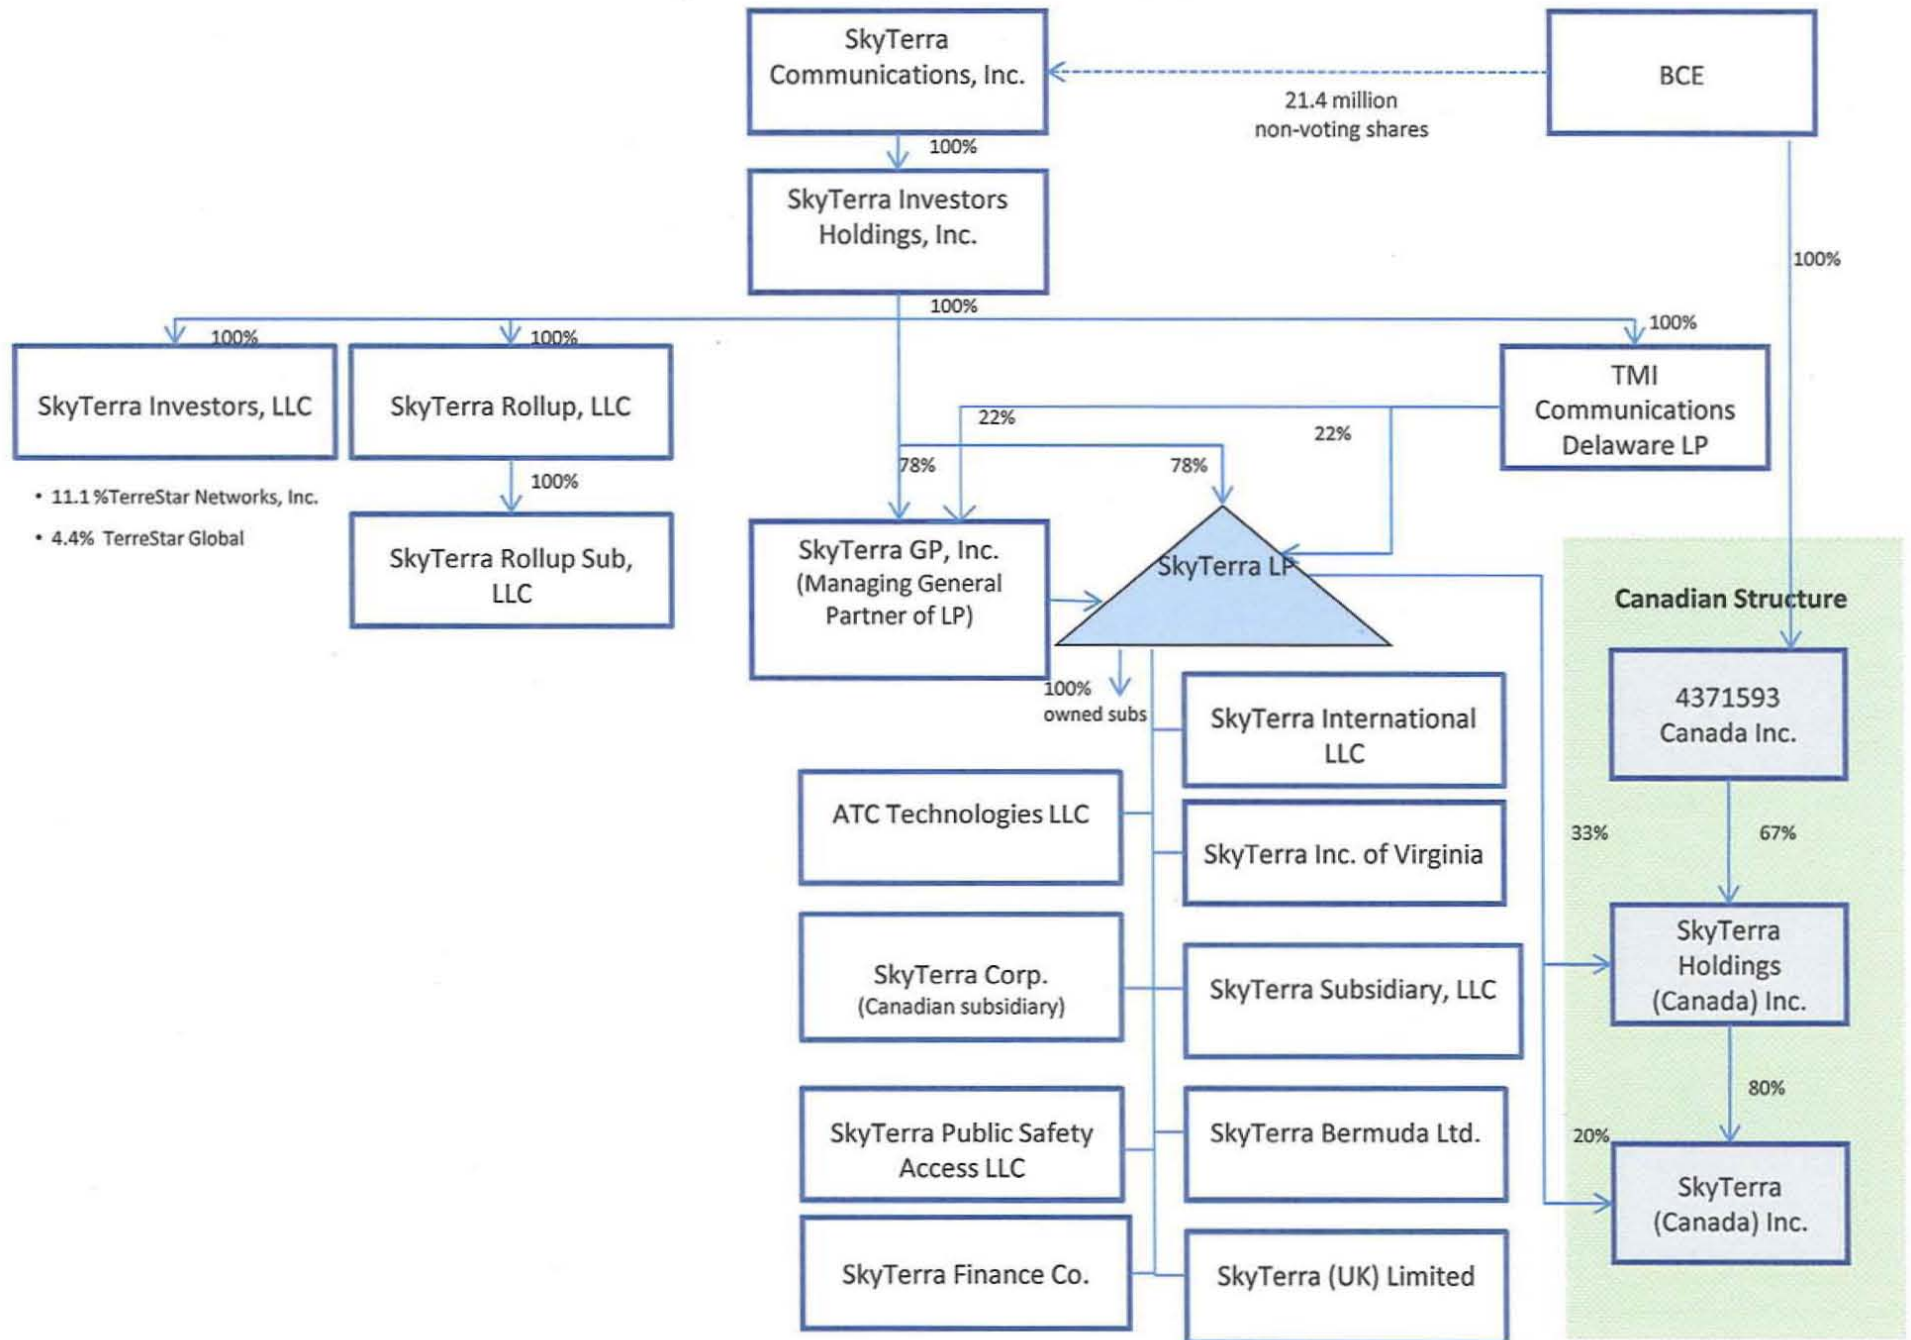 SkyTerra
Communications, Inc.
BCE
21.4 million
non-voting shares
100%
SkyTerra Investors
Holdings, Inc.
100%
100%
100%
100%
100%
SkyTerra Investors, LLC
SkyTerra Rollup, LLC
TMI
Communications
Delaware LP
22%
22%
78%
78%
• 11.1 %TerreStar Networks, Inc.
• 4.4% TerreStar Global
100%
SkyTerra Rollup Sub,
LLC
SkyTerra GP, Inc.
(Managing General
Partner of LP)
SkyTerra LP
Canadian Structure
100%
owned subs
SkyTerra International
LLC
4371593
Canada Inc.
ATC Technologies LLC
SkyTerra Inc. of Virginia
33%
67%
SkyTerra Corp.
(Canadian subsidiary)
SkyTerra Subsidiary, LLC
SkyTerra
Holdings
(Canada) Inc.
80%
SkyTerra Public Safety
Access LLC
SkyTerra Bermuda Ltd.
20%
SkyTerra
(Canada) Inc.
SkyTerra Finance Co.
SkyTerra (UK) Limited